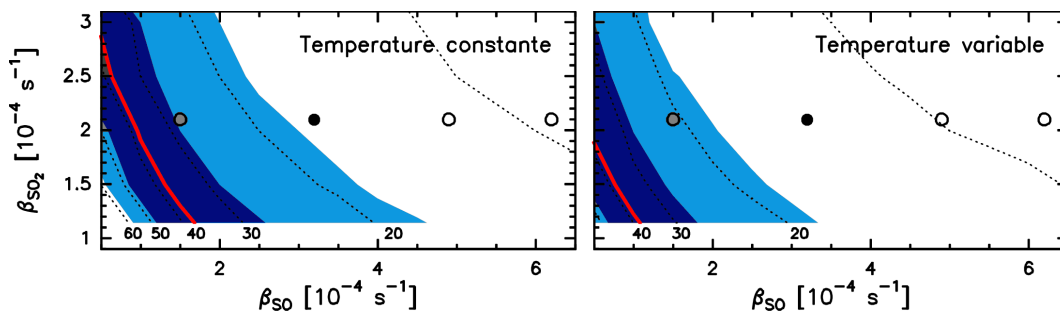 3
2.5
2
1.5
1
β_SO₂ [10⁻⁴ s⁻¹]
Temperature constante
60 50 40 30 20
2 4 6
β_SO [10⁻⁴ s⁻¹]
Temperature variable
40 30 20
2 4 6
β_SO [10⁻⁴ s⁻¹]